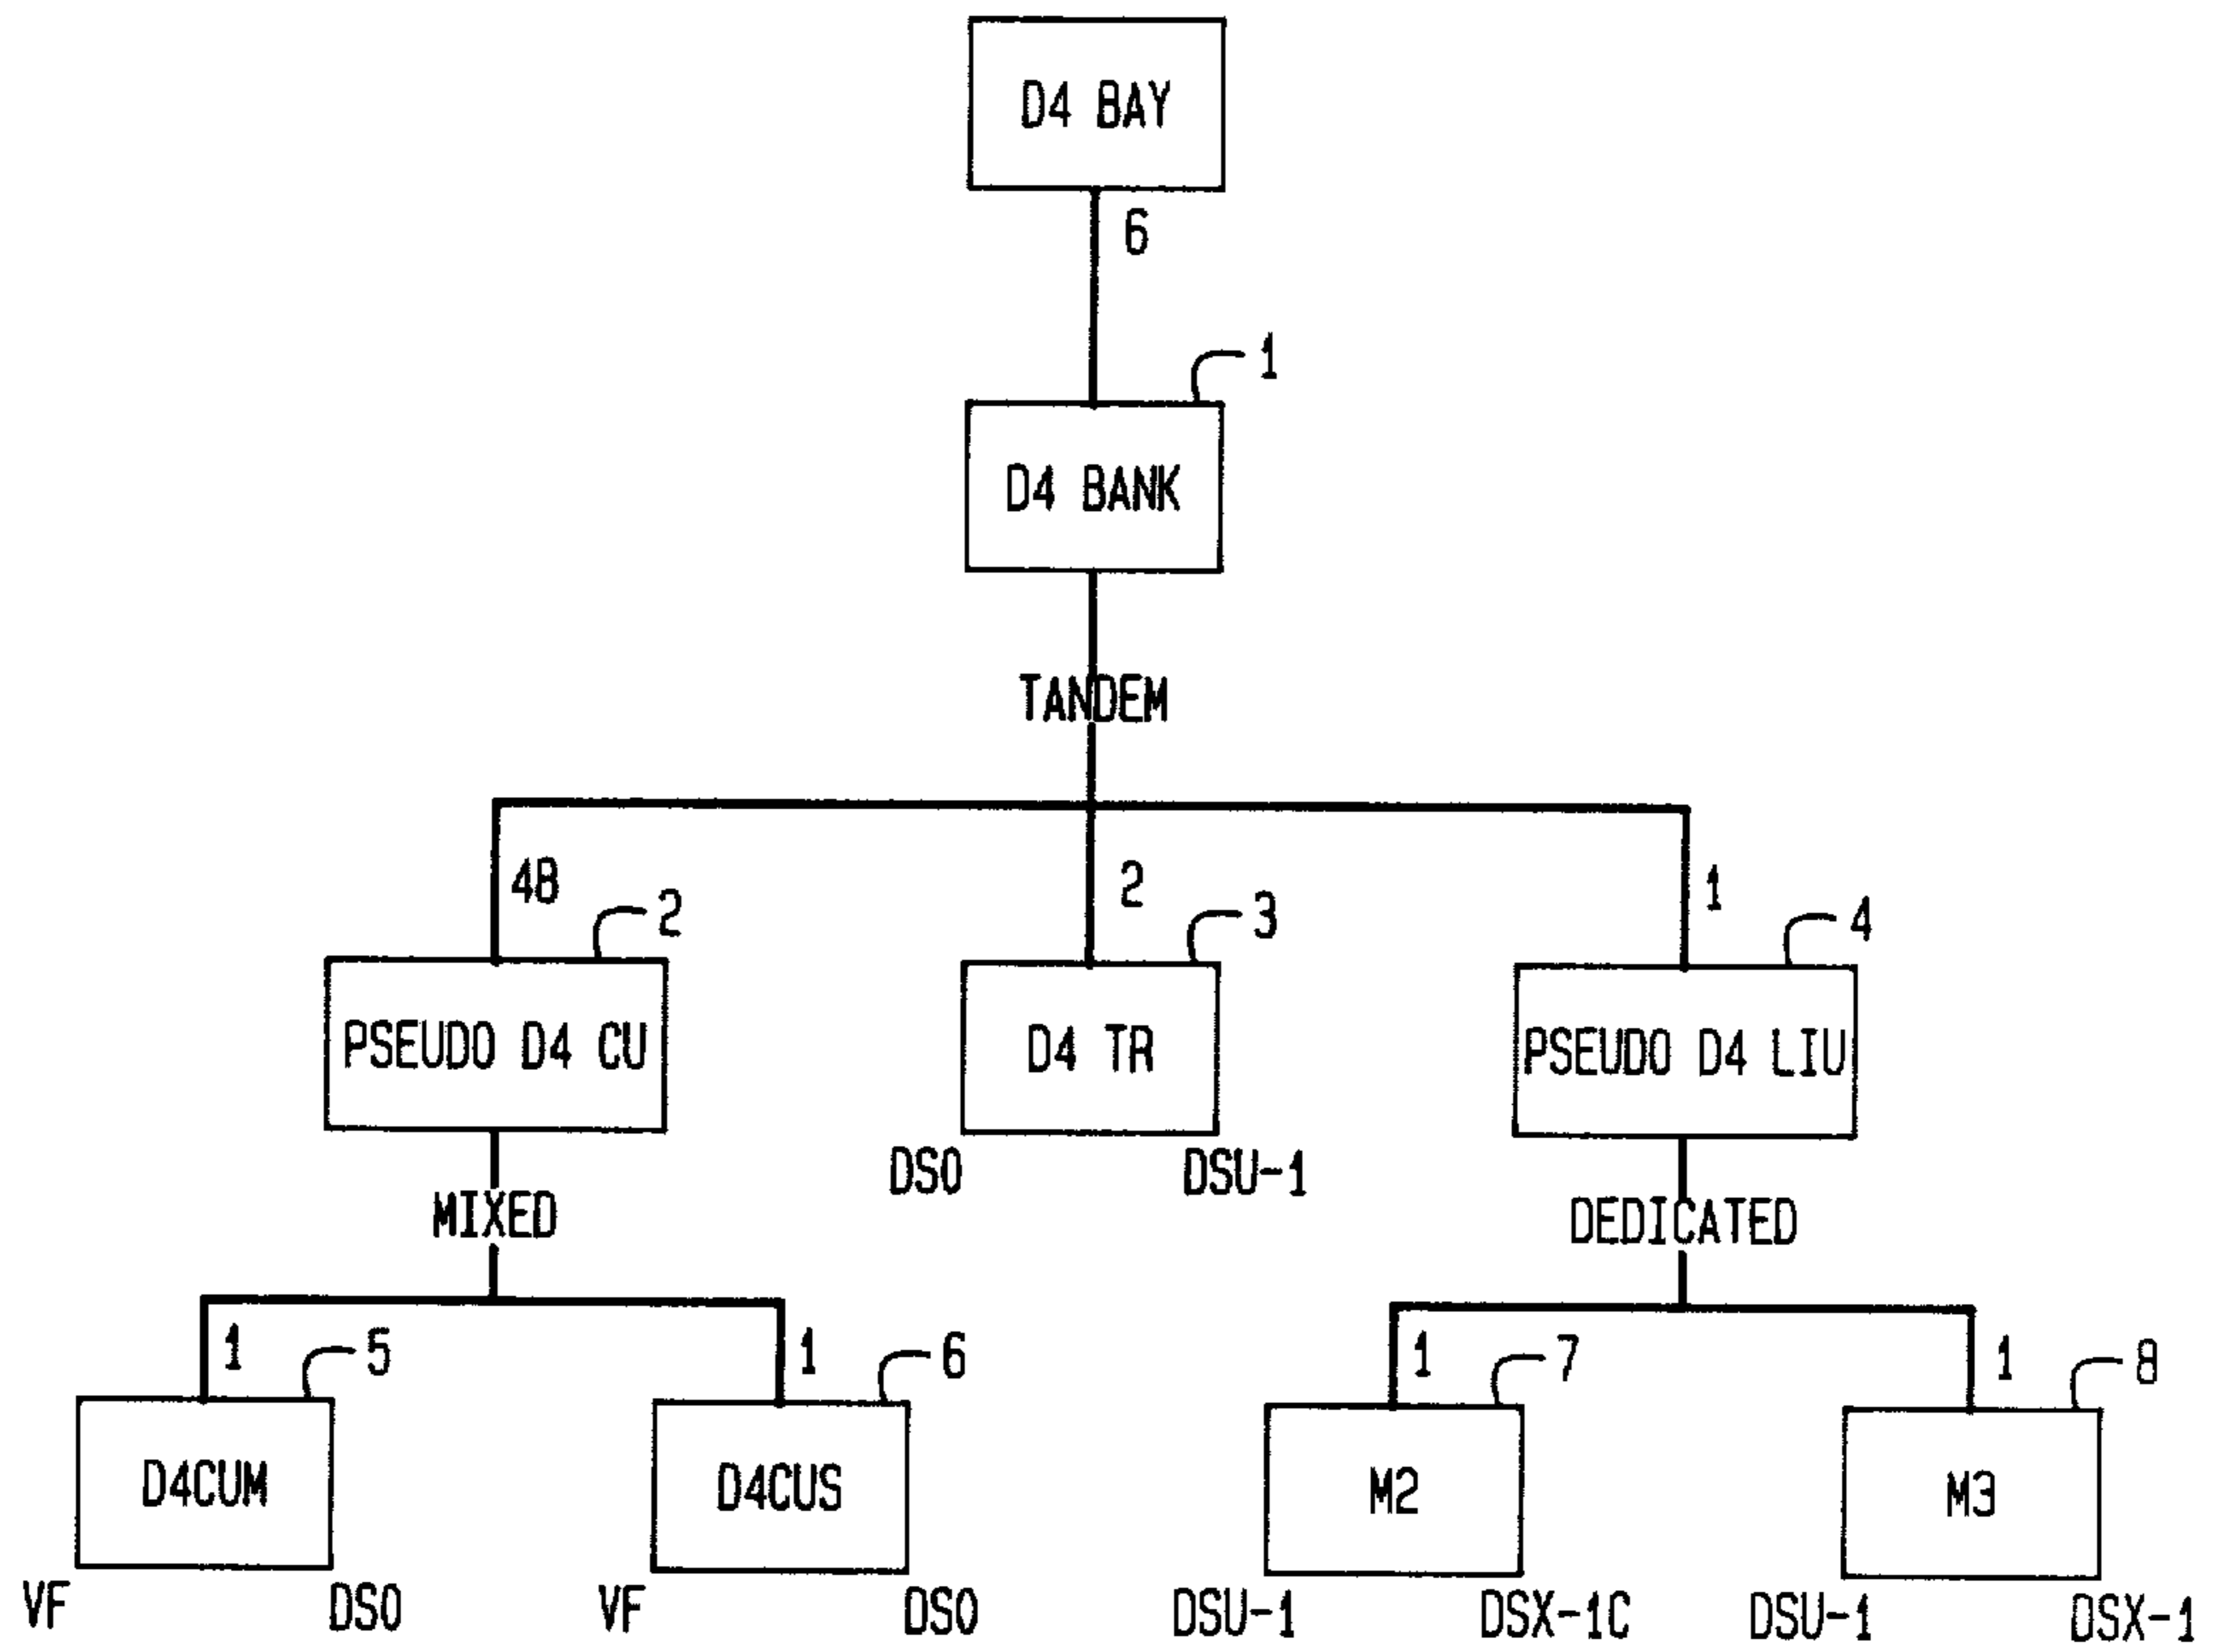 D4 BAY
6
1
D4 BANK
TANDEM
48
2
1
2
3
4
PSEUDO D4 CU
D4 TR
PSEUDO D4 LIU
DS0
DSU-1
MIXED
DEDICATED
1
5
1
6
1
7
1
8
D4CUM
D4CUS
M2
M3
VF
DS0
VF
DS0
DSU-1
DSX-1C
DSU-1
DSX-1